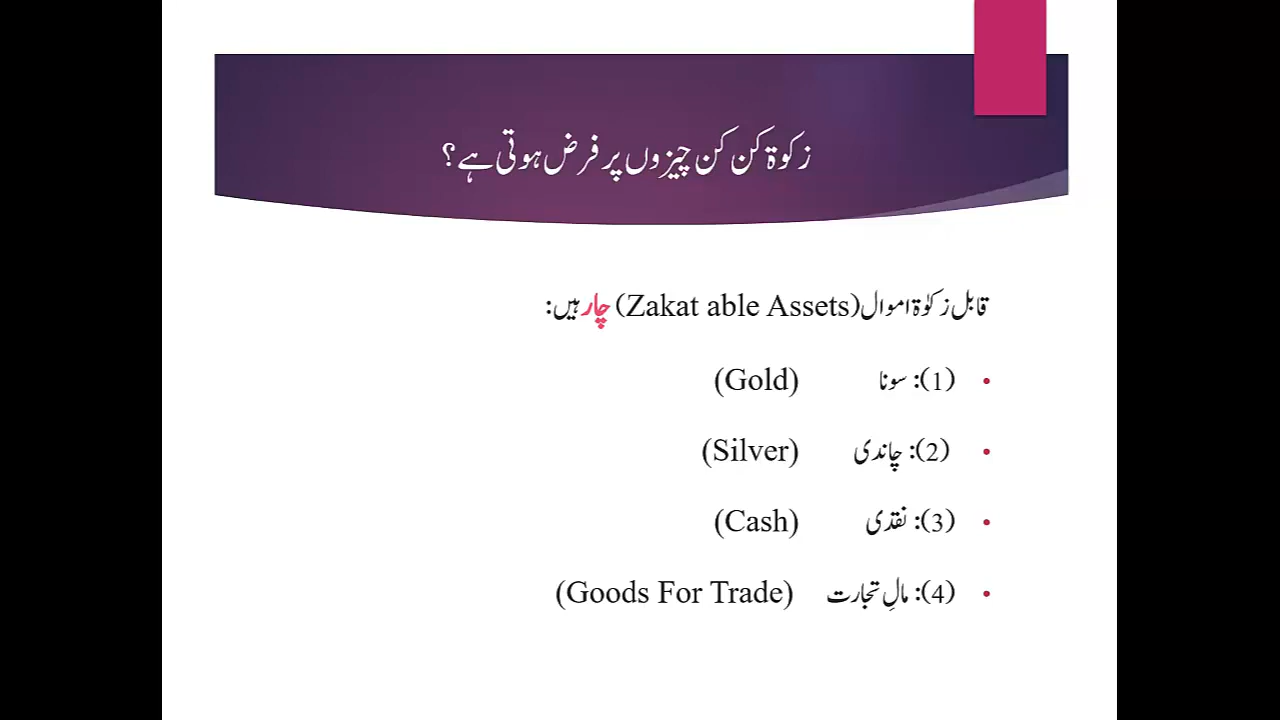 زکوۃ کن کن چیزوں پر فرض ہوتی ہے؟
قابل زکوٰۃ اموال (Zakat able Assets) چار ہیں:
• (1): سونا (Gold)
• (2): چاندی (Silver)
• (3): نقدی (Cash)
• (4): مالِ تجارت (Goods For Trade)